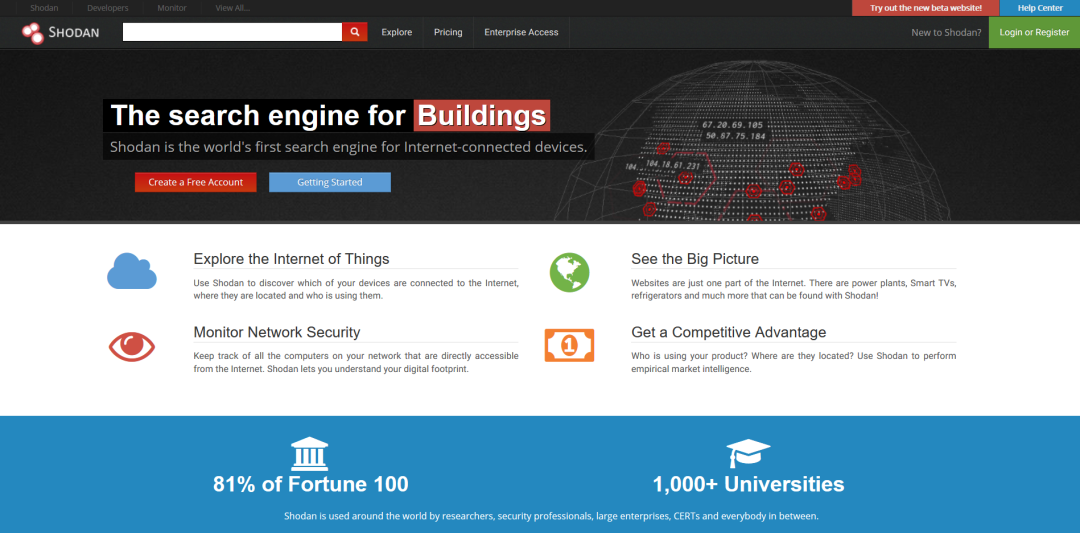 Shodan Developers Monitor View All... Try out the new beta website! Help Center
SHODAN Explore Pricing Enterprise Access New to Shodan? Login or Register
The search engine for Buildings
Shodan is the world's first search engine for Internet-connected devices.
Create a Free Account Getting Started
67.20.69.105
50.67.75.184
104... 104.18.61.231
Explore the Internet of Things
Use Shodan to discover which of your devices are connected to the Internet,
where they are located and who is using them.
See the Big Picture
Websites are just one part of the Internet. There are power plants, Smart TVs,
refrigerators and much more that can be found with Shodan!
Monitor Network Security
Keep track of all the computers on your network that are directly accessible
from the Internet. Shodan lets you understand your digital footprint.
1
Get a Competitive Advantage
Who is using your product? Where are they located? Use Shodan to perform
empirical market intelligence.
81% of Fortune 100
1,000+ Universities
Shodan is used around the world by researchers, security professionals, large enterprises, CERTs and everybody in between.